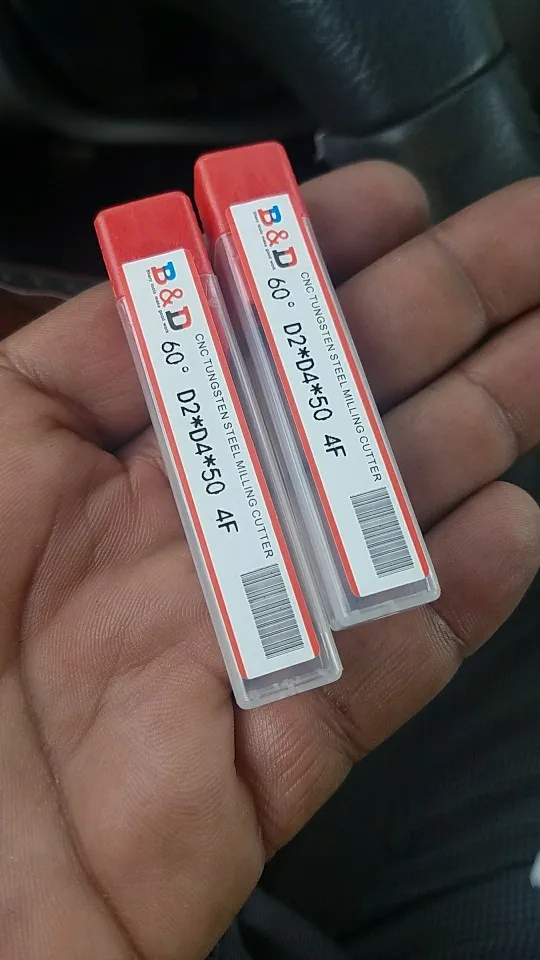 B&D
60° D2*D4*50 4F
CNC TUNGSTEN STEEL MILLING CUTTER
B&D
60° D2*D4*50 4F
CNC TUNGSTEN STEEL MILLING CUTTER